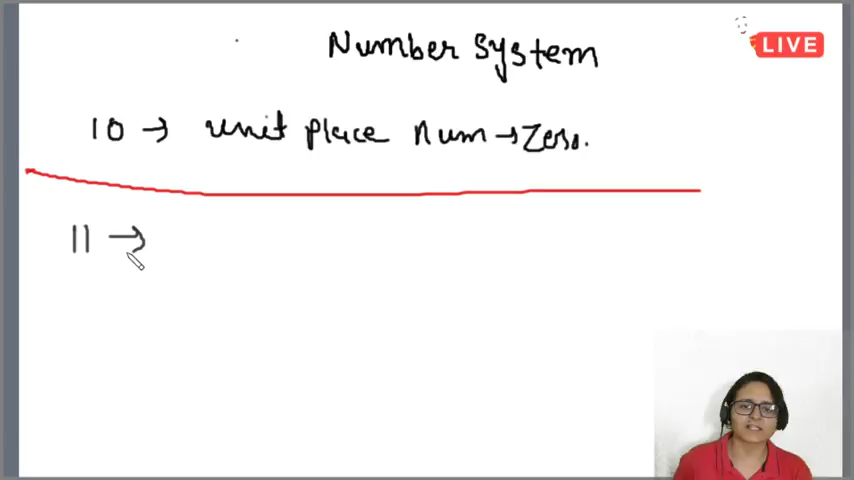 Number System
LIVE
10 → unit place num → Zero.
11 →